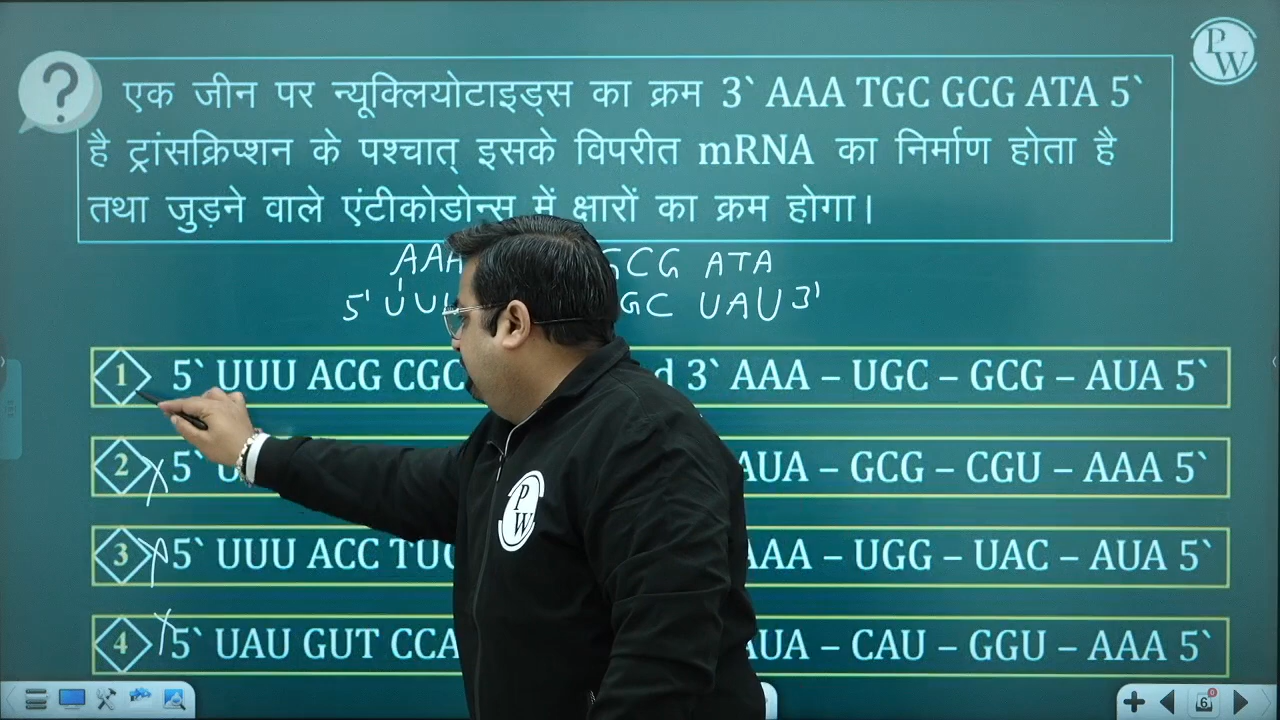 एक जीन पर न्यूक्लियोटाइड्स का क्रम 3` AAA TGC GCG ATA 5`
है ट्रांसक्रिप्शन के पश्चात् इसके विपरीत mRNA का निर्माण होता है
तथा जुड़ने वाले एंटीकोडोन्स में क्षारों का क्रम होगा।
PW
?
AAA GCG ATA
5' UU GC UAU 3'
1 5` UUU ACG CGC d 3` AAA – UGC – GCG – AUA 5`
2 5` AUA – GCG – CGU – AAA 5`
3 5` UUU ACC AAA – UGG – UAC – AUA 5`
4 5` UAU GUT CCA AUA – CAU – GGU – AAA 5`
PW
6